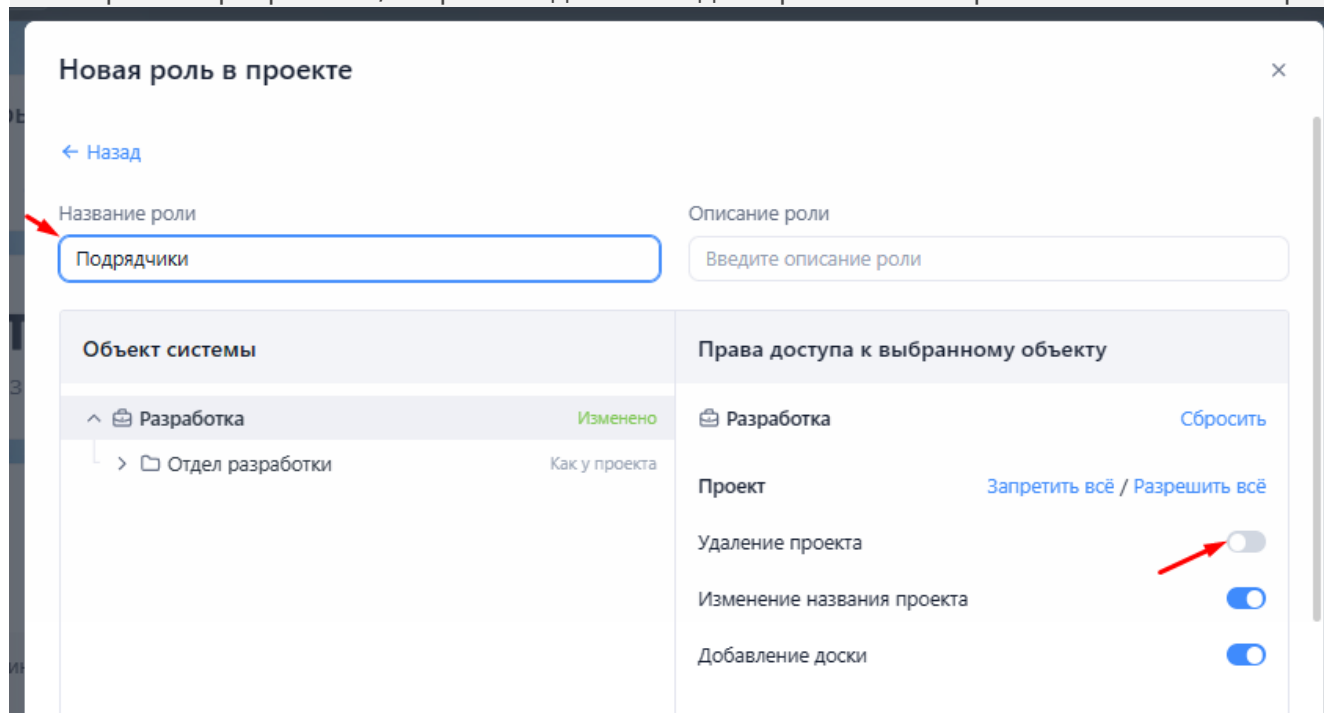 Новая роль в проекте
← Назад
Название роли
Описание роли
Подрядчики
Введите описание роли
Объект системы
Права доступа к выбранному объекту
Разработка
Изменено
Разработка
Сбросить
Отдел разработки
Как у проекта
Проект
Запретить всё / Разрешить всё
Удаление проекта
Изменение названия проекта
Добавление доски